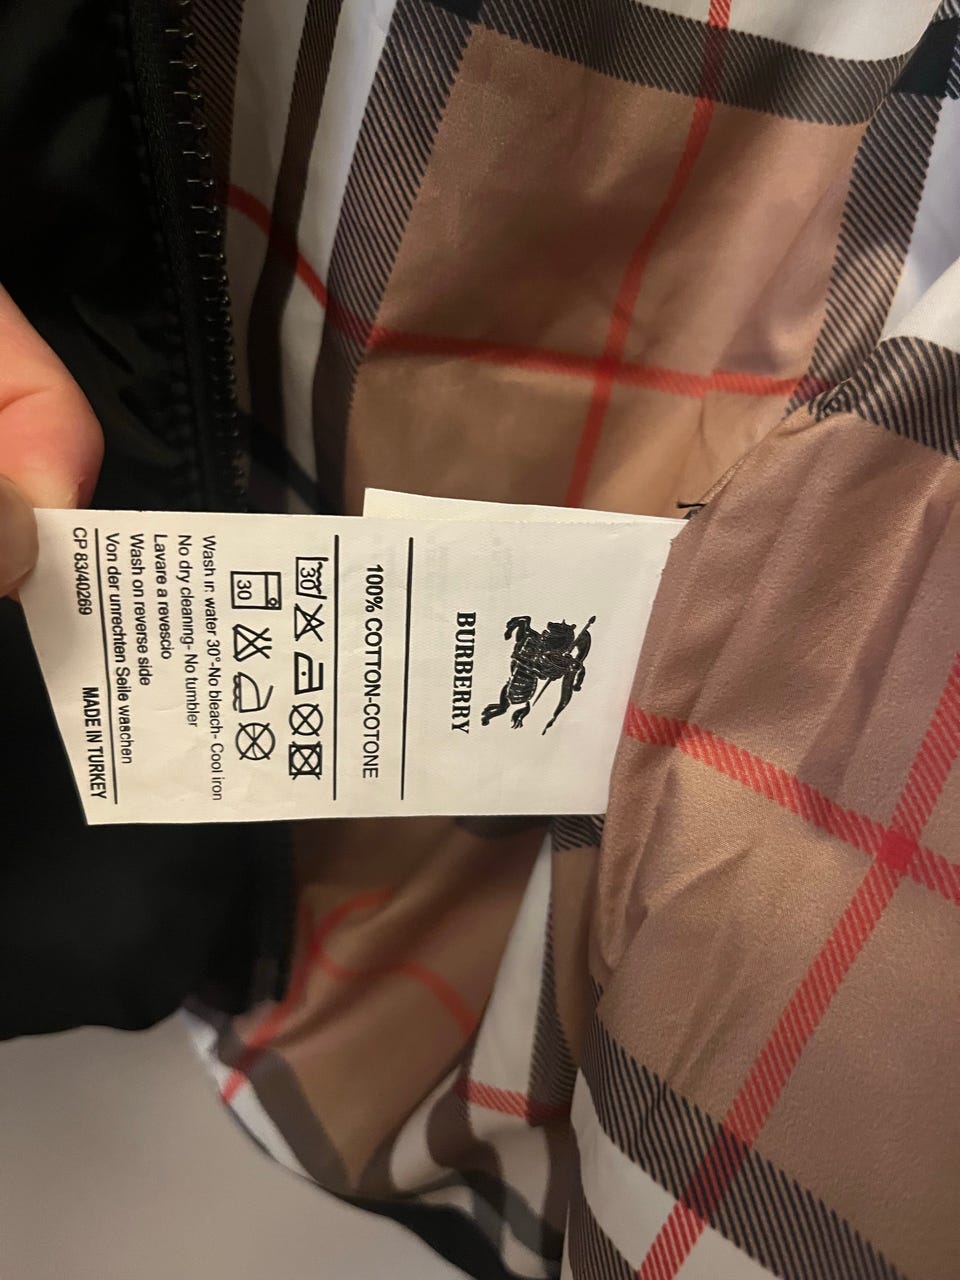 BURBERRY
100% COTTON-COTONE
30
30
Wash in water 30°-No bleach- Cool iron
No dry cleaning- No tumbler
Lavare a revescio
Wash on reverse side
Von der unrechten Seile waschen
CP 83/40269 MADE IN TURKEY